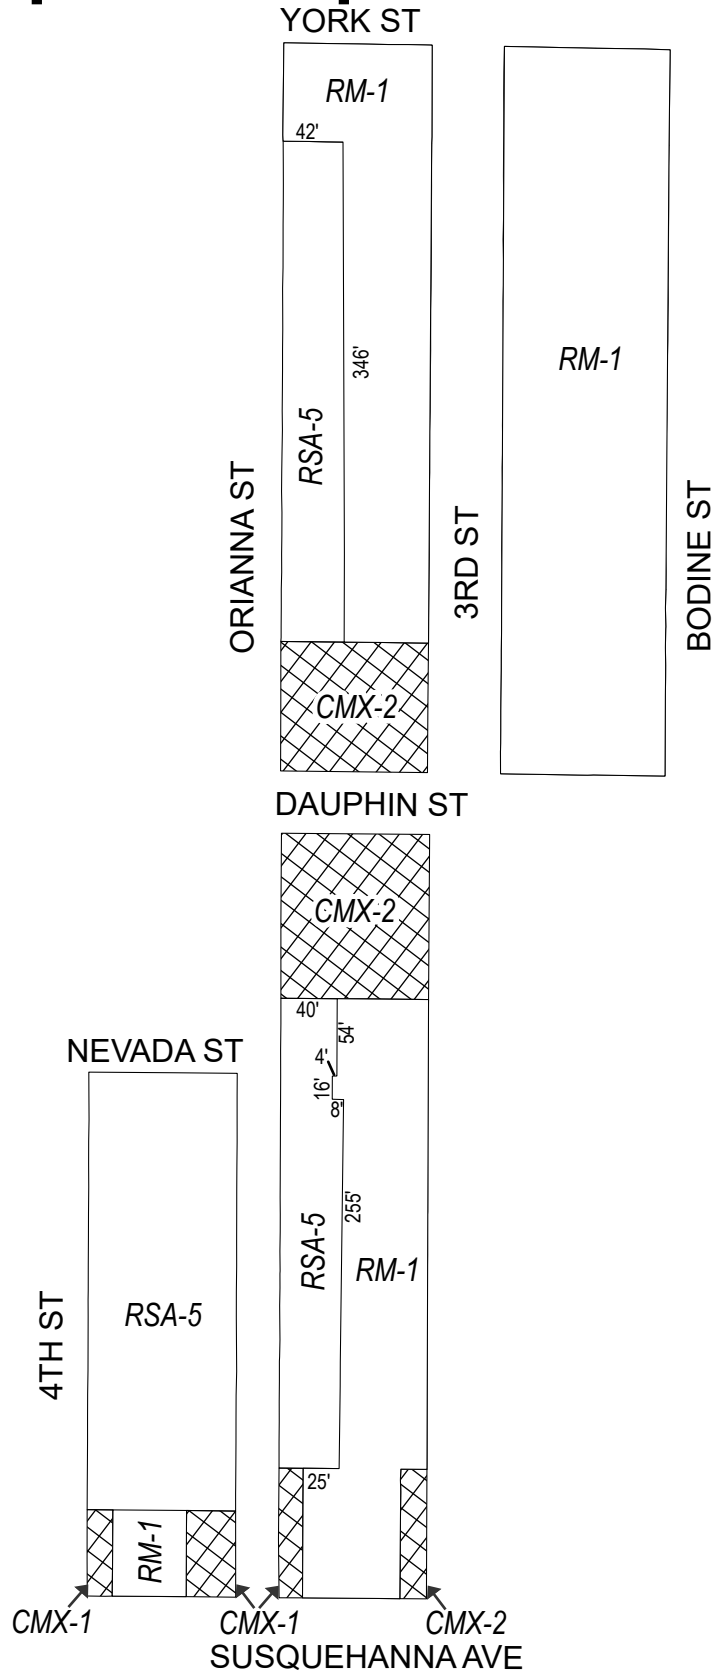 YORK ST
RM-1
42'
346'
RM-1
RSA-5
ORIANNA ST
3RD ST
BODINE ST
CMX-2
DAUPHIN ST
CMX-2
40'
54'
NEVADA ST
4'
16'
8'
255'
RSA-5
RM-1
RSA-5
4TH ST
25'
RM-1
CMX-1
CMX-1
CMX-2
SUSQUEHANNA AVE